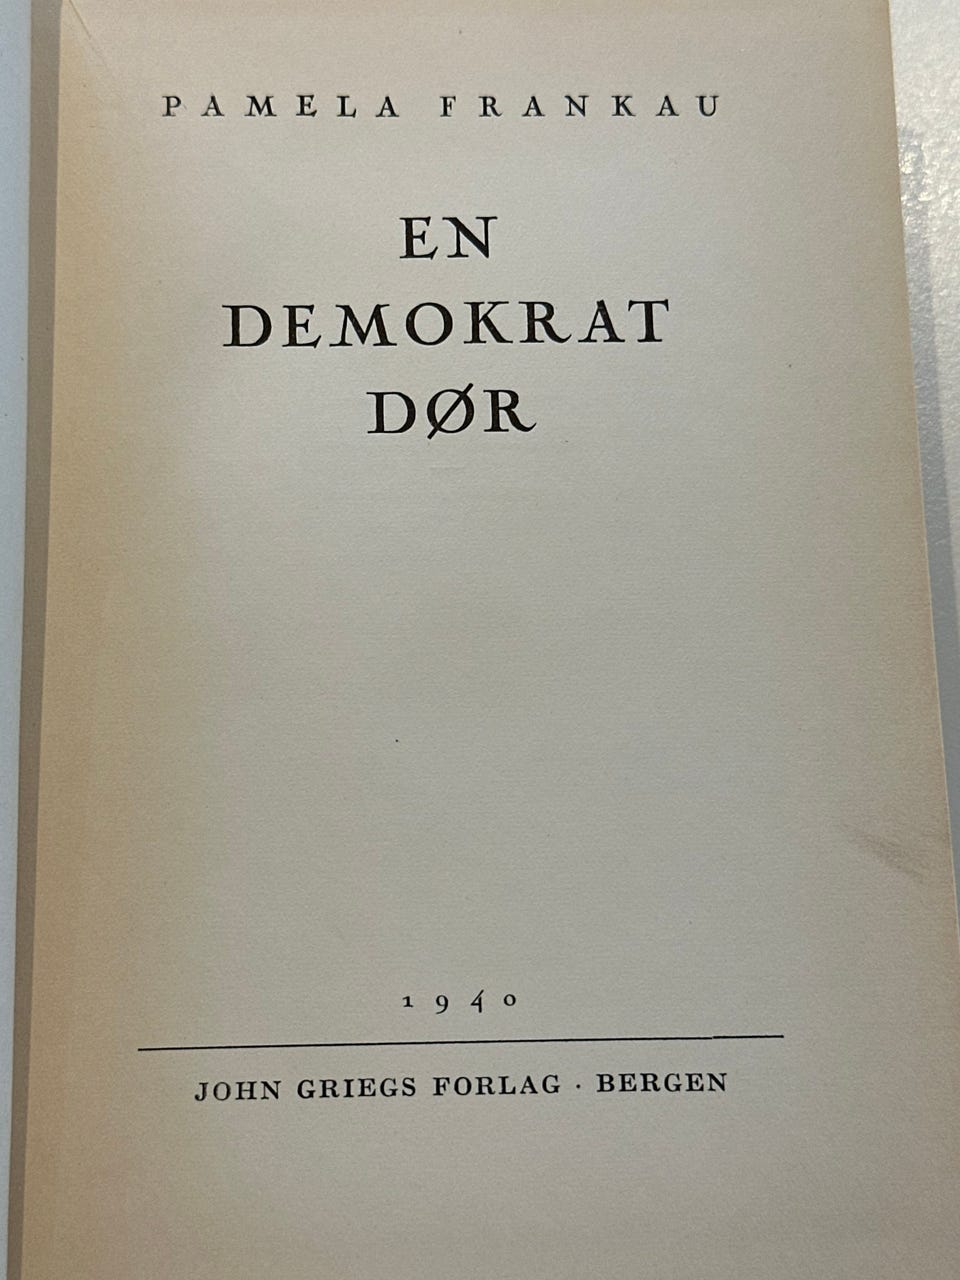 PAMELA FRANKAU
EN
DEMOKRAT
DØR
1940
JOHN GRIEGS FORLAG · BERGEN